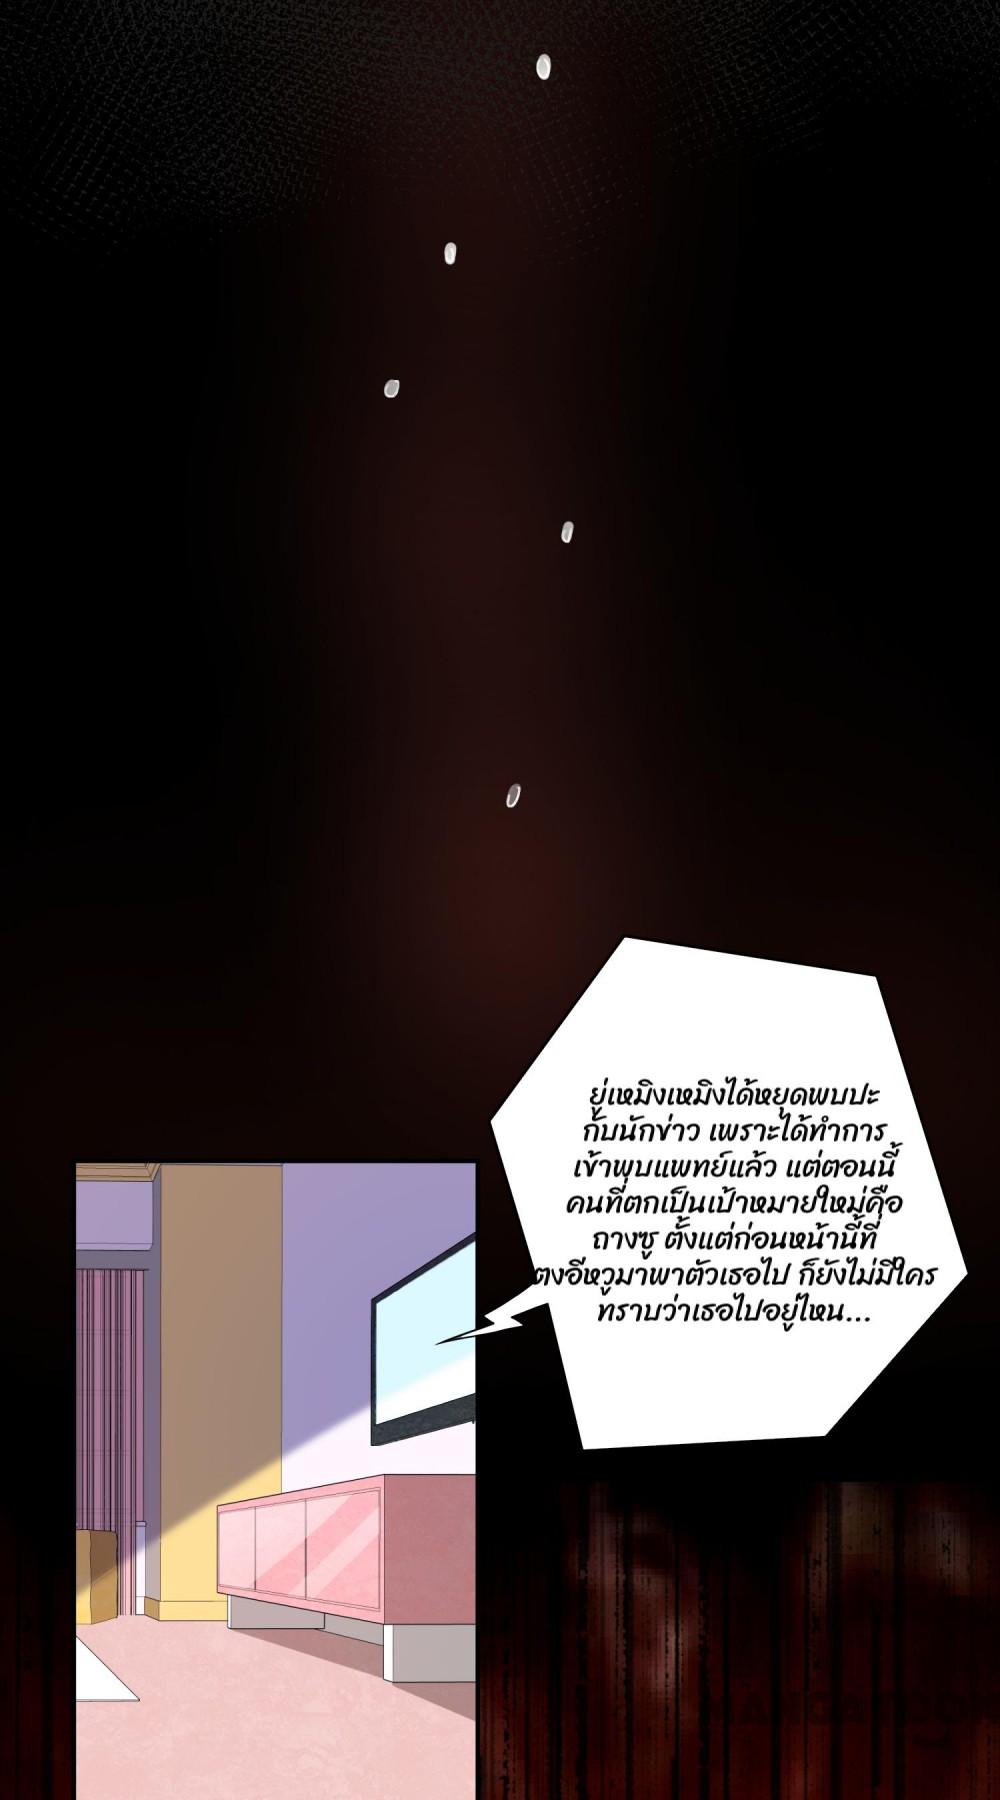 ยู่เหมิงเหมิงได้หยุดพบปะ
กับนักข่าว เพราะได้ทำการ
เข้าพบแพทย์แล้ว แต่ตอนนี้
คนที่ตกเป็นเป้าหมายใหม่คือ
ถางซู ตั้งแต่ก่อนหน้านี้ที่
ตงอีหวูมาพาตัวเธอไป ก็ยังไม่มีใคร
ทราบว่าเธอไปอยู่ไหน...